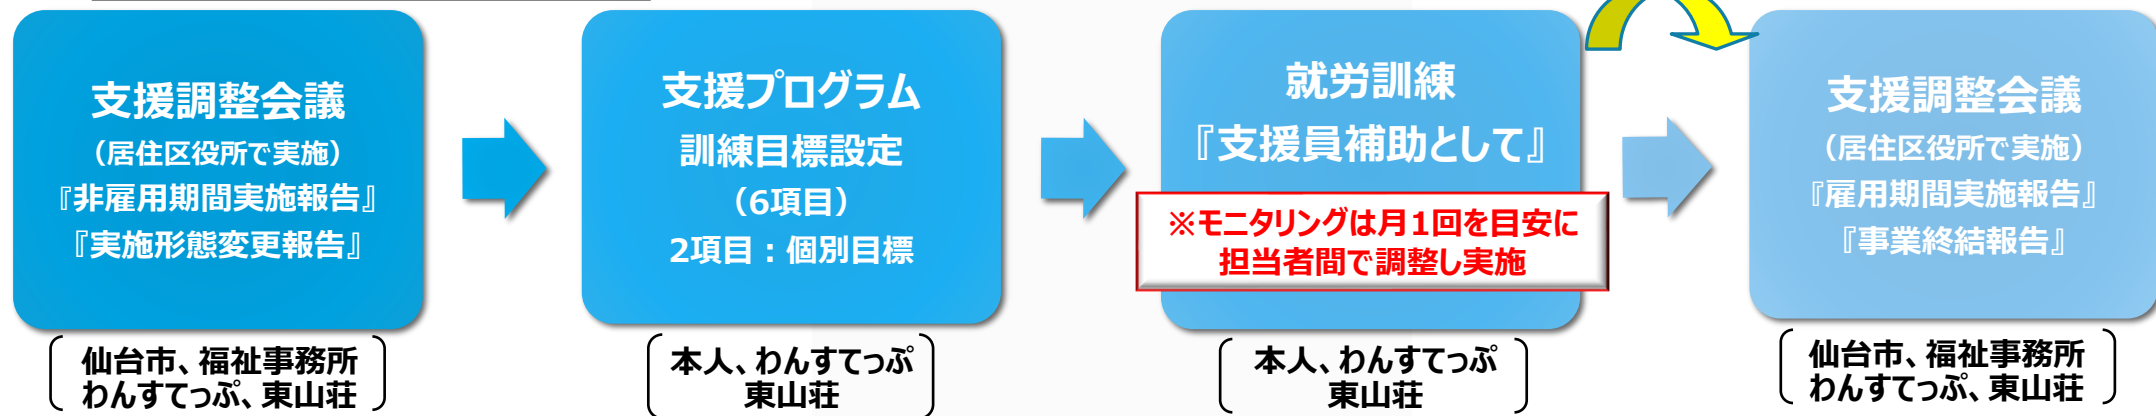 支援調整会議
（居住区役所で実施）
『非雇用期間実施報告』
『実施形態変更報告』
仙台市、福祉事務所
わんすてっぷ、東山荘
支援プログラム
訓練目標設定
（6項目）
2項目：個別目標
本人、わんすてっぷ
東山荘
就労訓練
『支援員補助として』
※モニタリングは月1回を目安に
担当者間で調整し実施
本人、わんすてっぷ
東山荘
支援調整会議
（居住区役所で実施）
『雇用期間実施報告』
『事業終結報告』
仙台市、福祉事務所
わんすてっぷ、東山荘